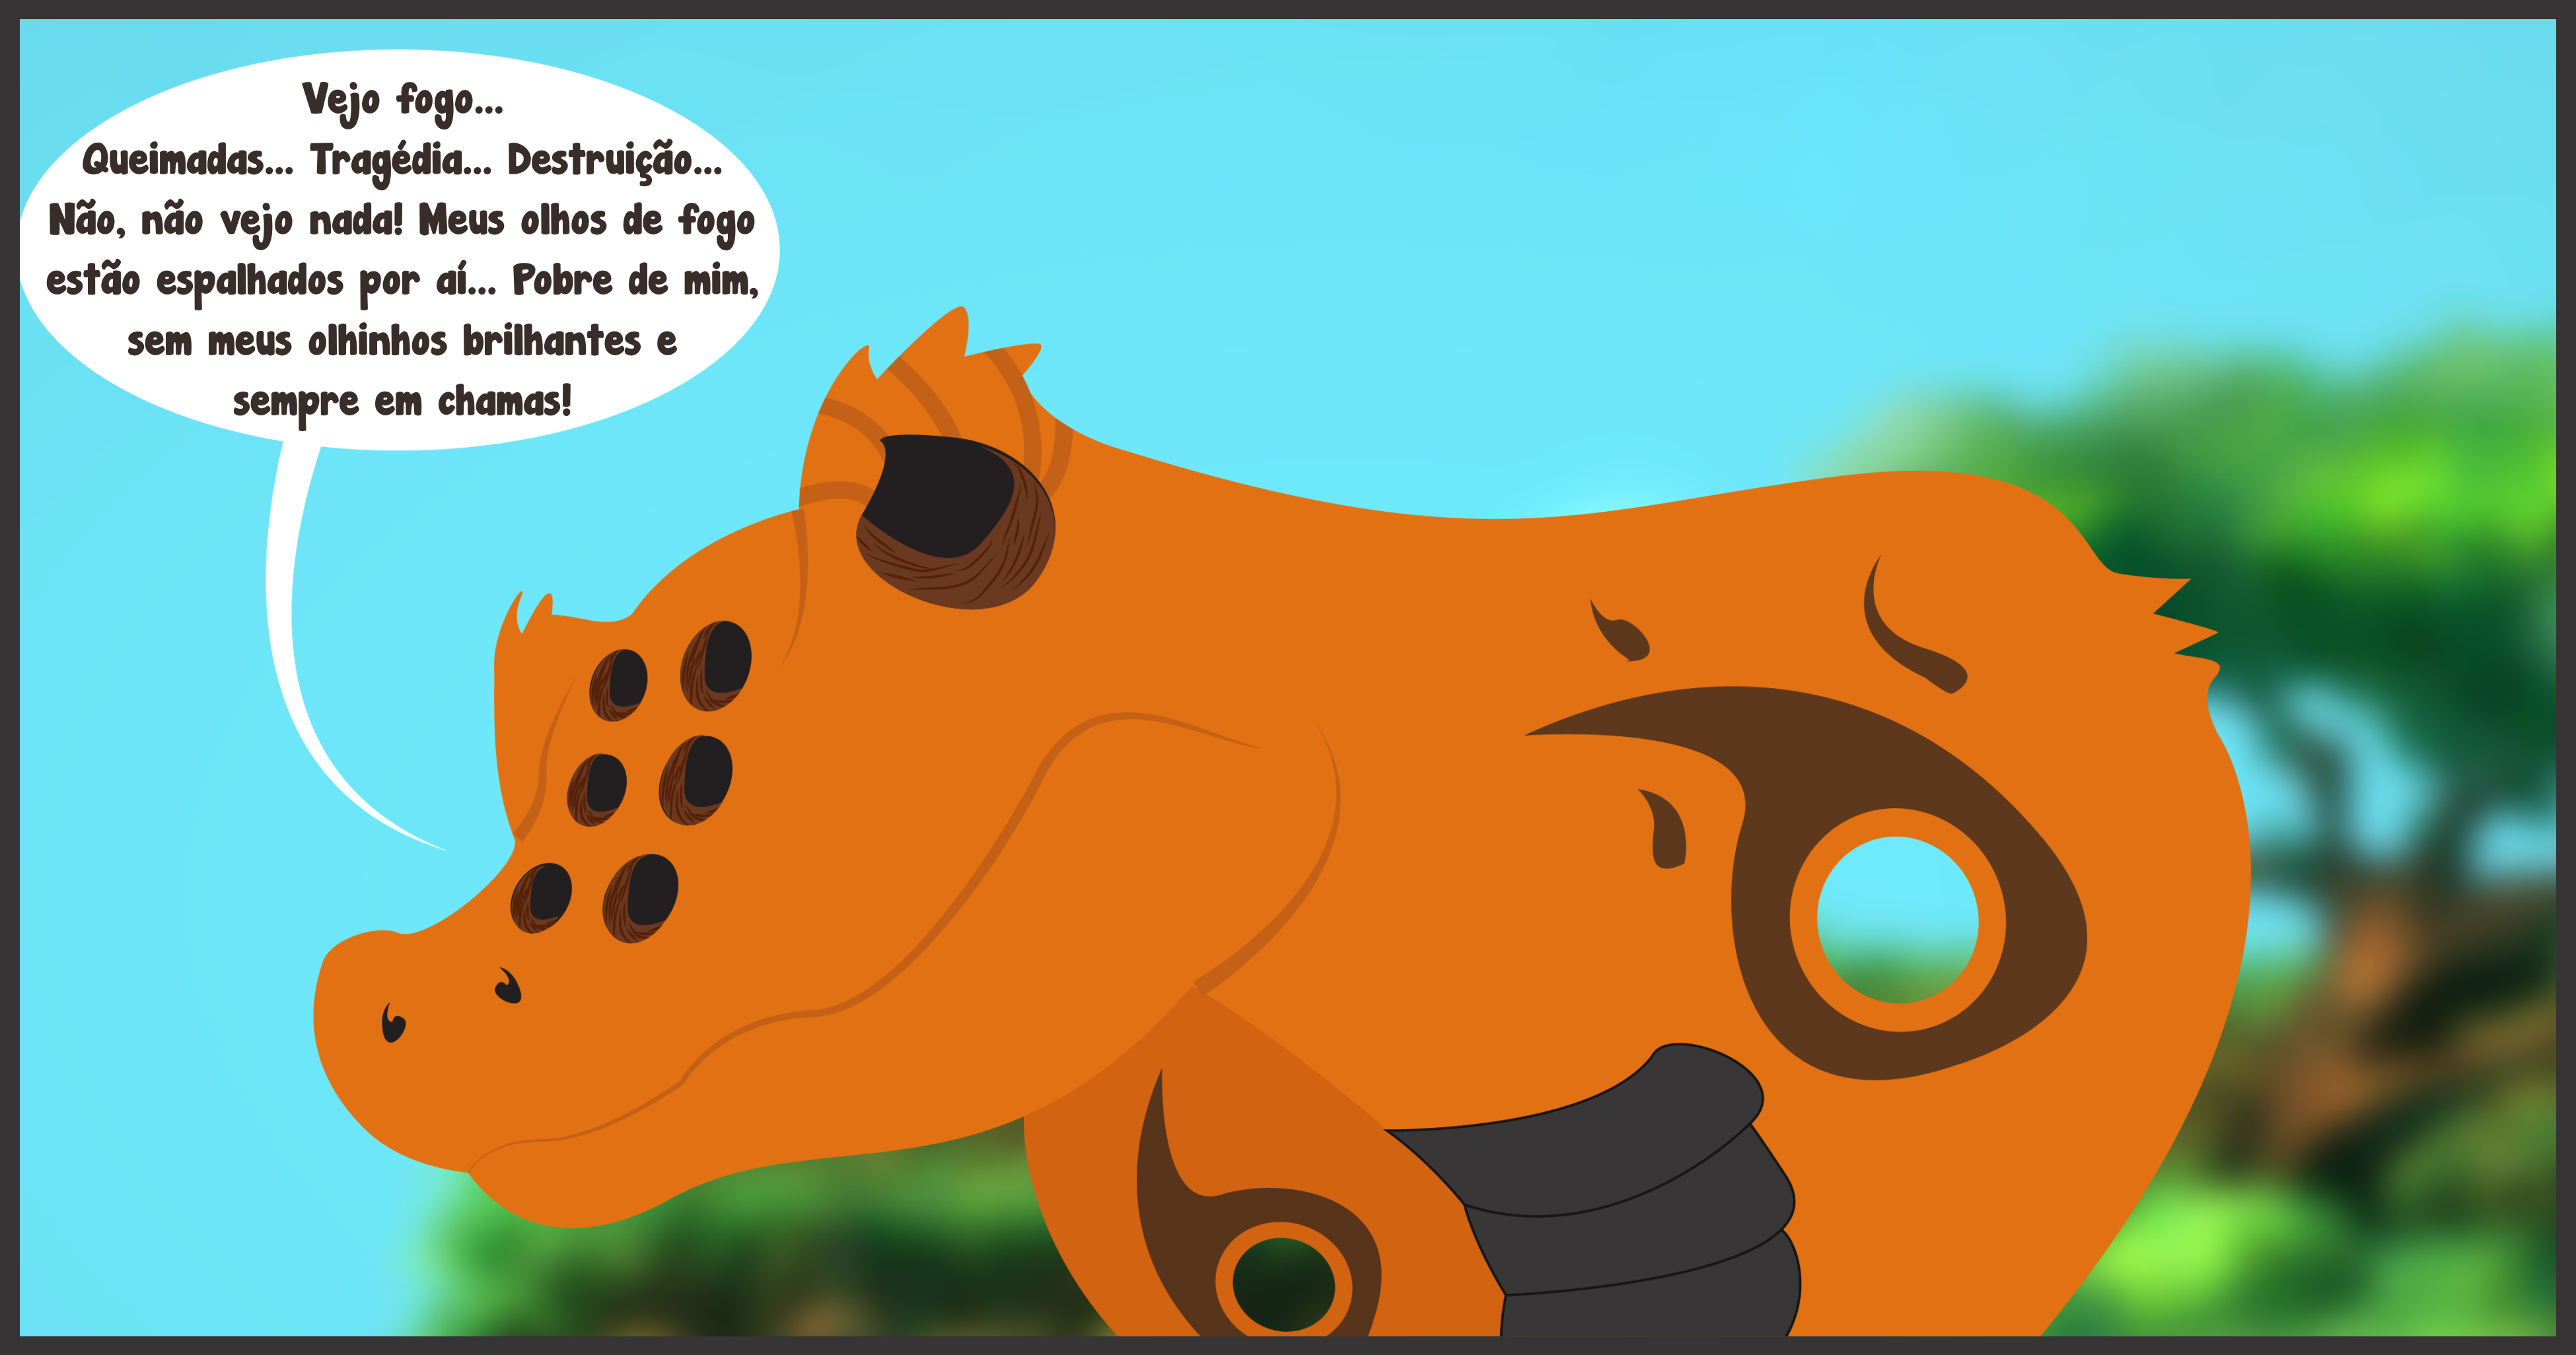 Vejo fogo...
Queimadas... Tragédia... Destruição...
Não, não vejo nada! Meus olhos de fogo
estão espalhados por aí... Pobre de mim,
sem meus olhinhos brilhantes e
sempre em chamas!